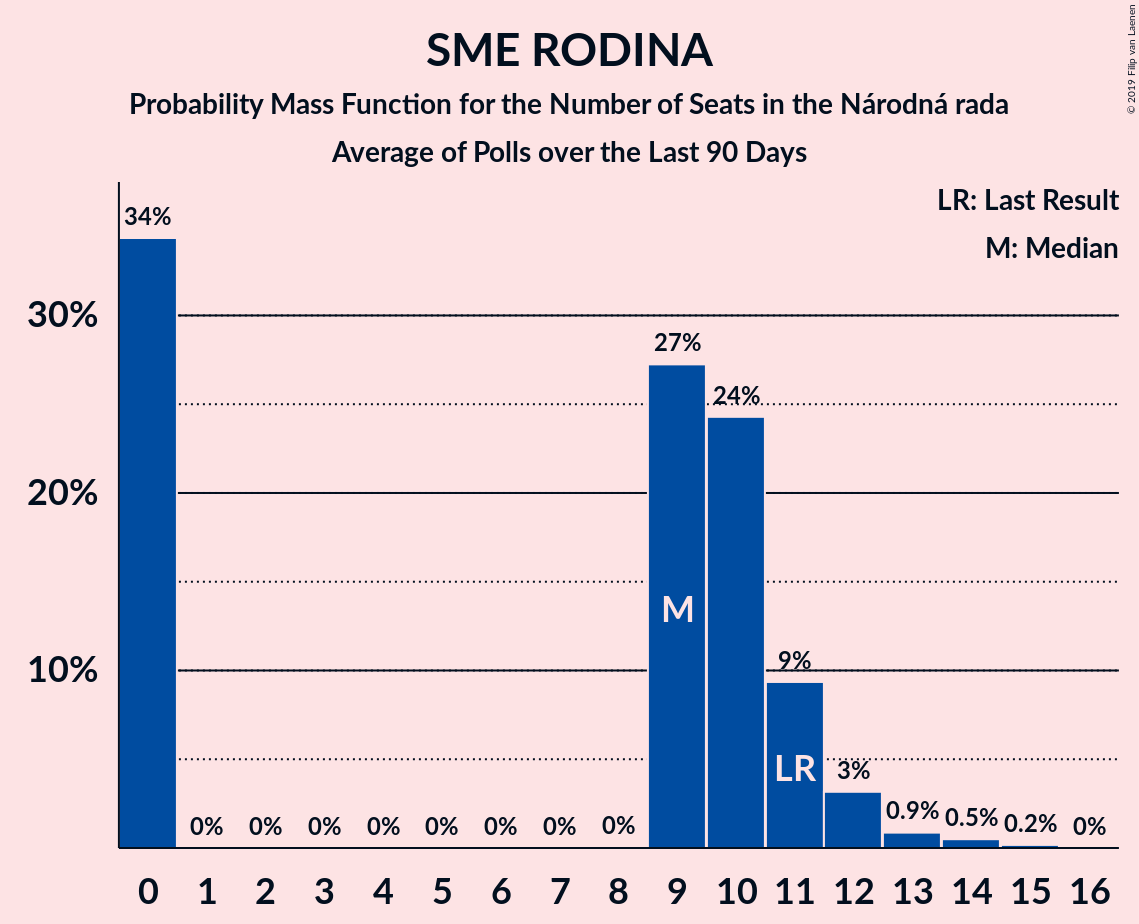 SME RODINA
Probability Mass Function for the Number of Seats in the Národná rada
Average of Polls over the Last 90 Days
© 2019 Filip van Laenen
LR: Last Result
M: Median
34%
30%
27%
24%
20%
M
10%
9%
LR
3%
0% 0% 0% 0% 0% 0% 0% 0% 0.9% 0.5% 0.2% 0%
0 1 2 3 4 5 6 7 8 9 10 11 12 13 14 15 16